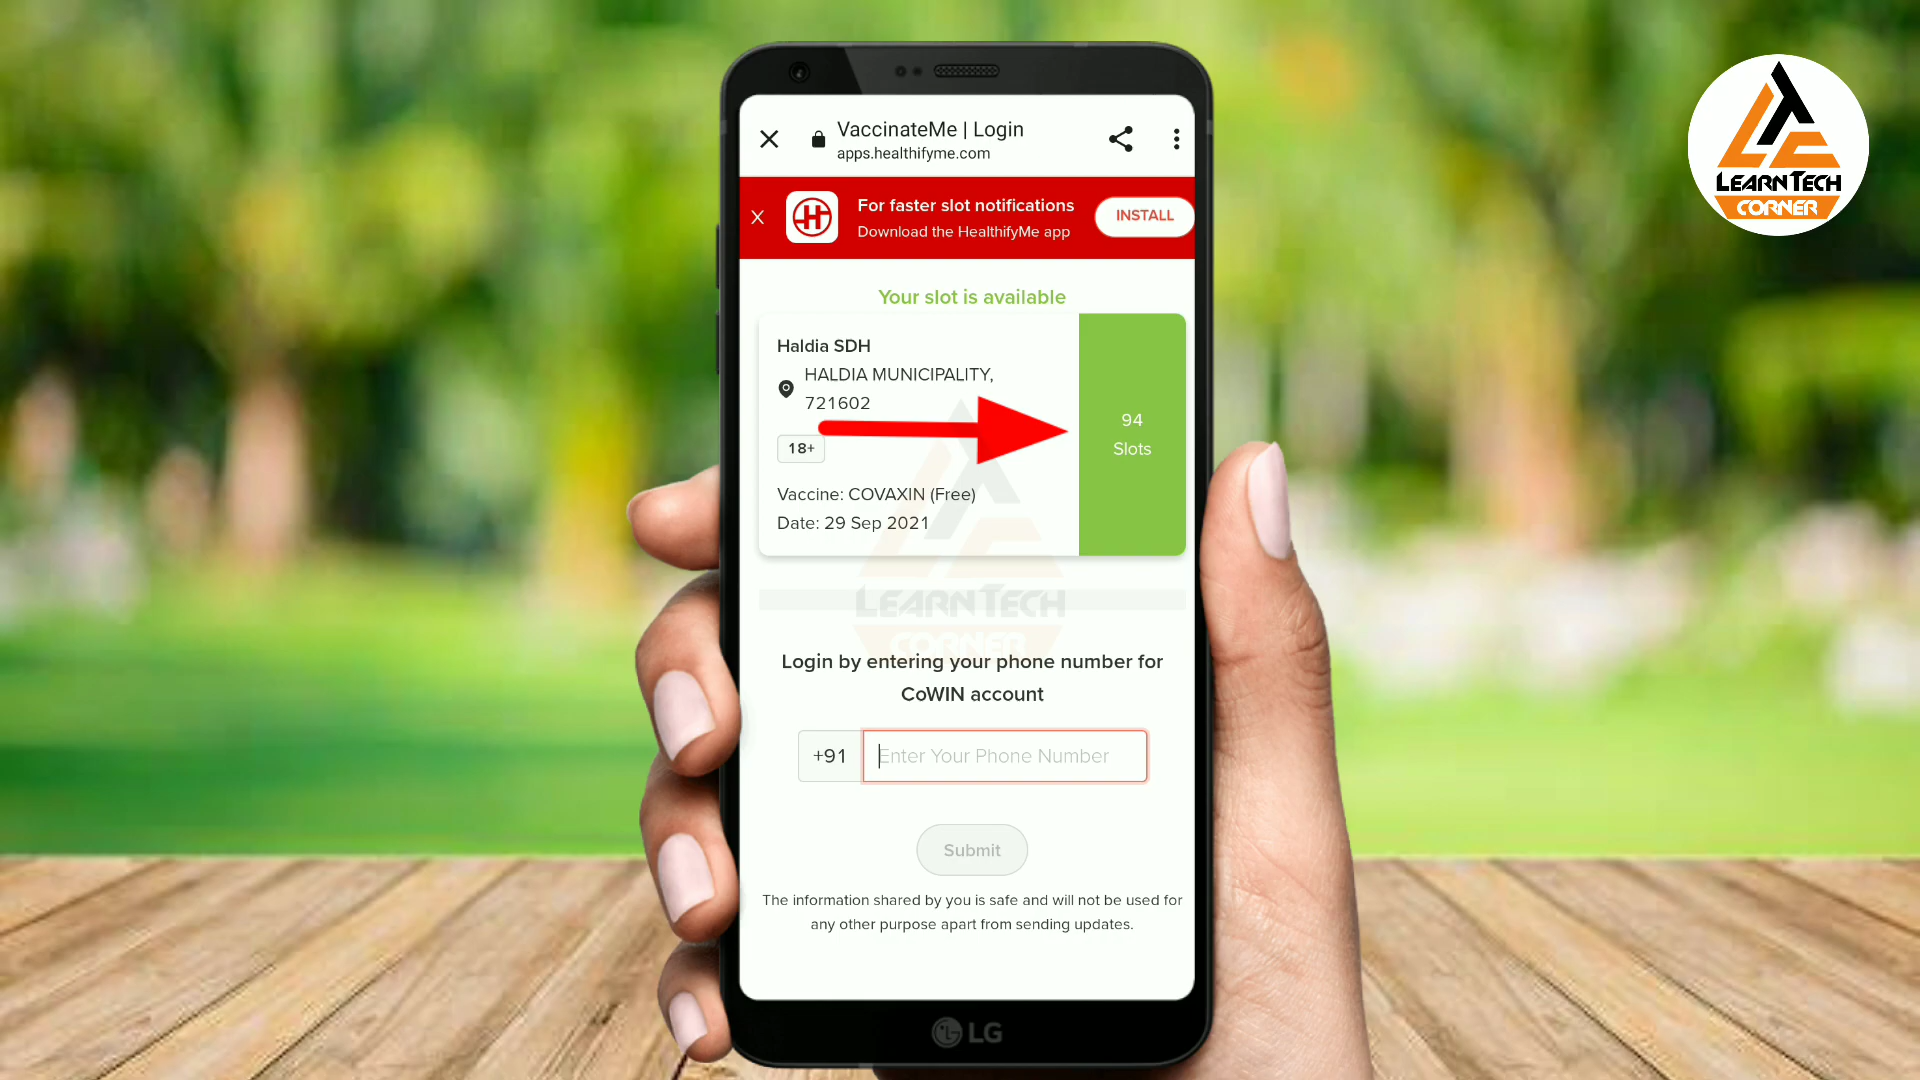 VaccinateMe | Login
apps.healthifyme.com
X
For faster slot notifications
Download the HealthifyMe app
INSTALL
Your slot is available
Haldia SDH
HALDIA MUNICIPALITY,
721602
18+
94
Slots
Vaccine: COVAXIN (Free)
Date: 29 Sep 2021
LEARNTECH
CORNER
Login by entering your phone number for
CoWIN account
+91
Enter Your Phone Number
Submit
The information shared by you is safe and will not be used for
any other purpose apart from sending updates.
LG
LEARNTECH
CORNER